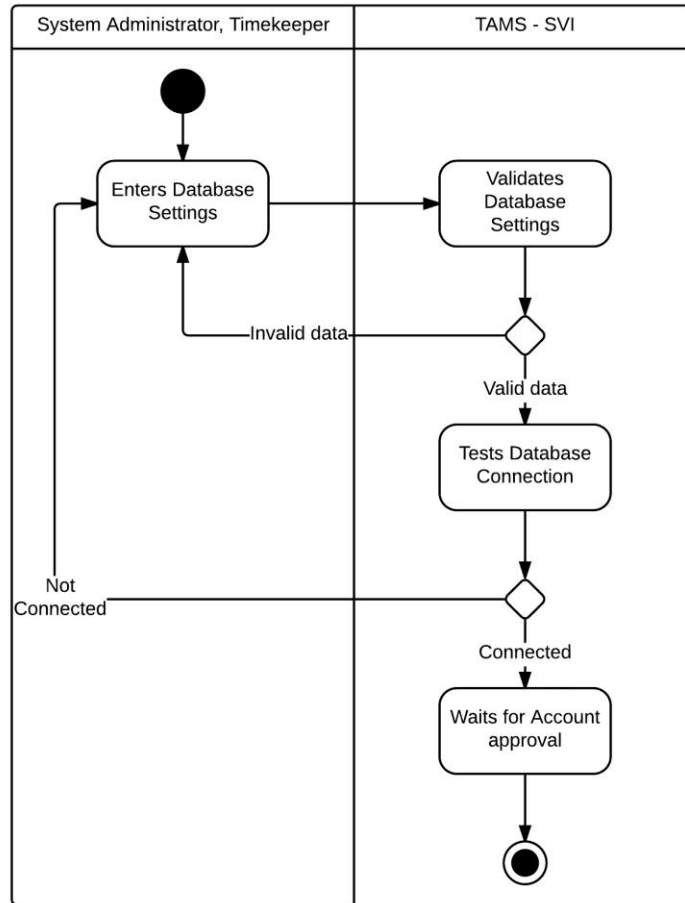 System Administrator, Timekeeper
TAMS - SVI
Enters Database
Settings
Validates
Database
Settings
Invalid data
Valid data
Tests Database
Connection
Not
Connected
Connected
Waits for Account
approval